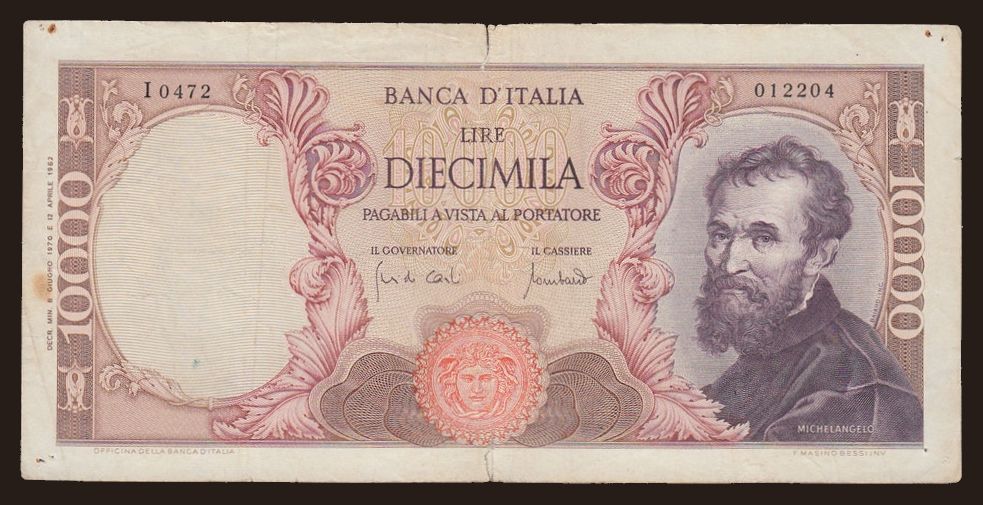 I 0472
012204
BANCA D'ITALIA
10000
LIRE
DIECIMILA
PAGABILI A VISTA AL PORTATORE
IL GOVERNATORE
IL CASSIERE
DECR. MIN. 8 GIUGNO 1970 E 12 APRILE 1962
10000
10000
MICHELANGELO
OFFICINA DELLA BANCA D'ITALIA
F. MASINO BESSI INV.